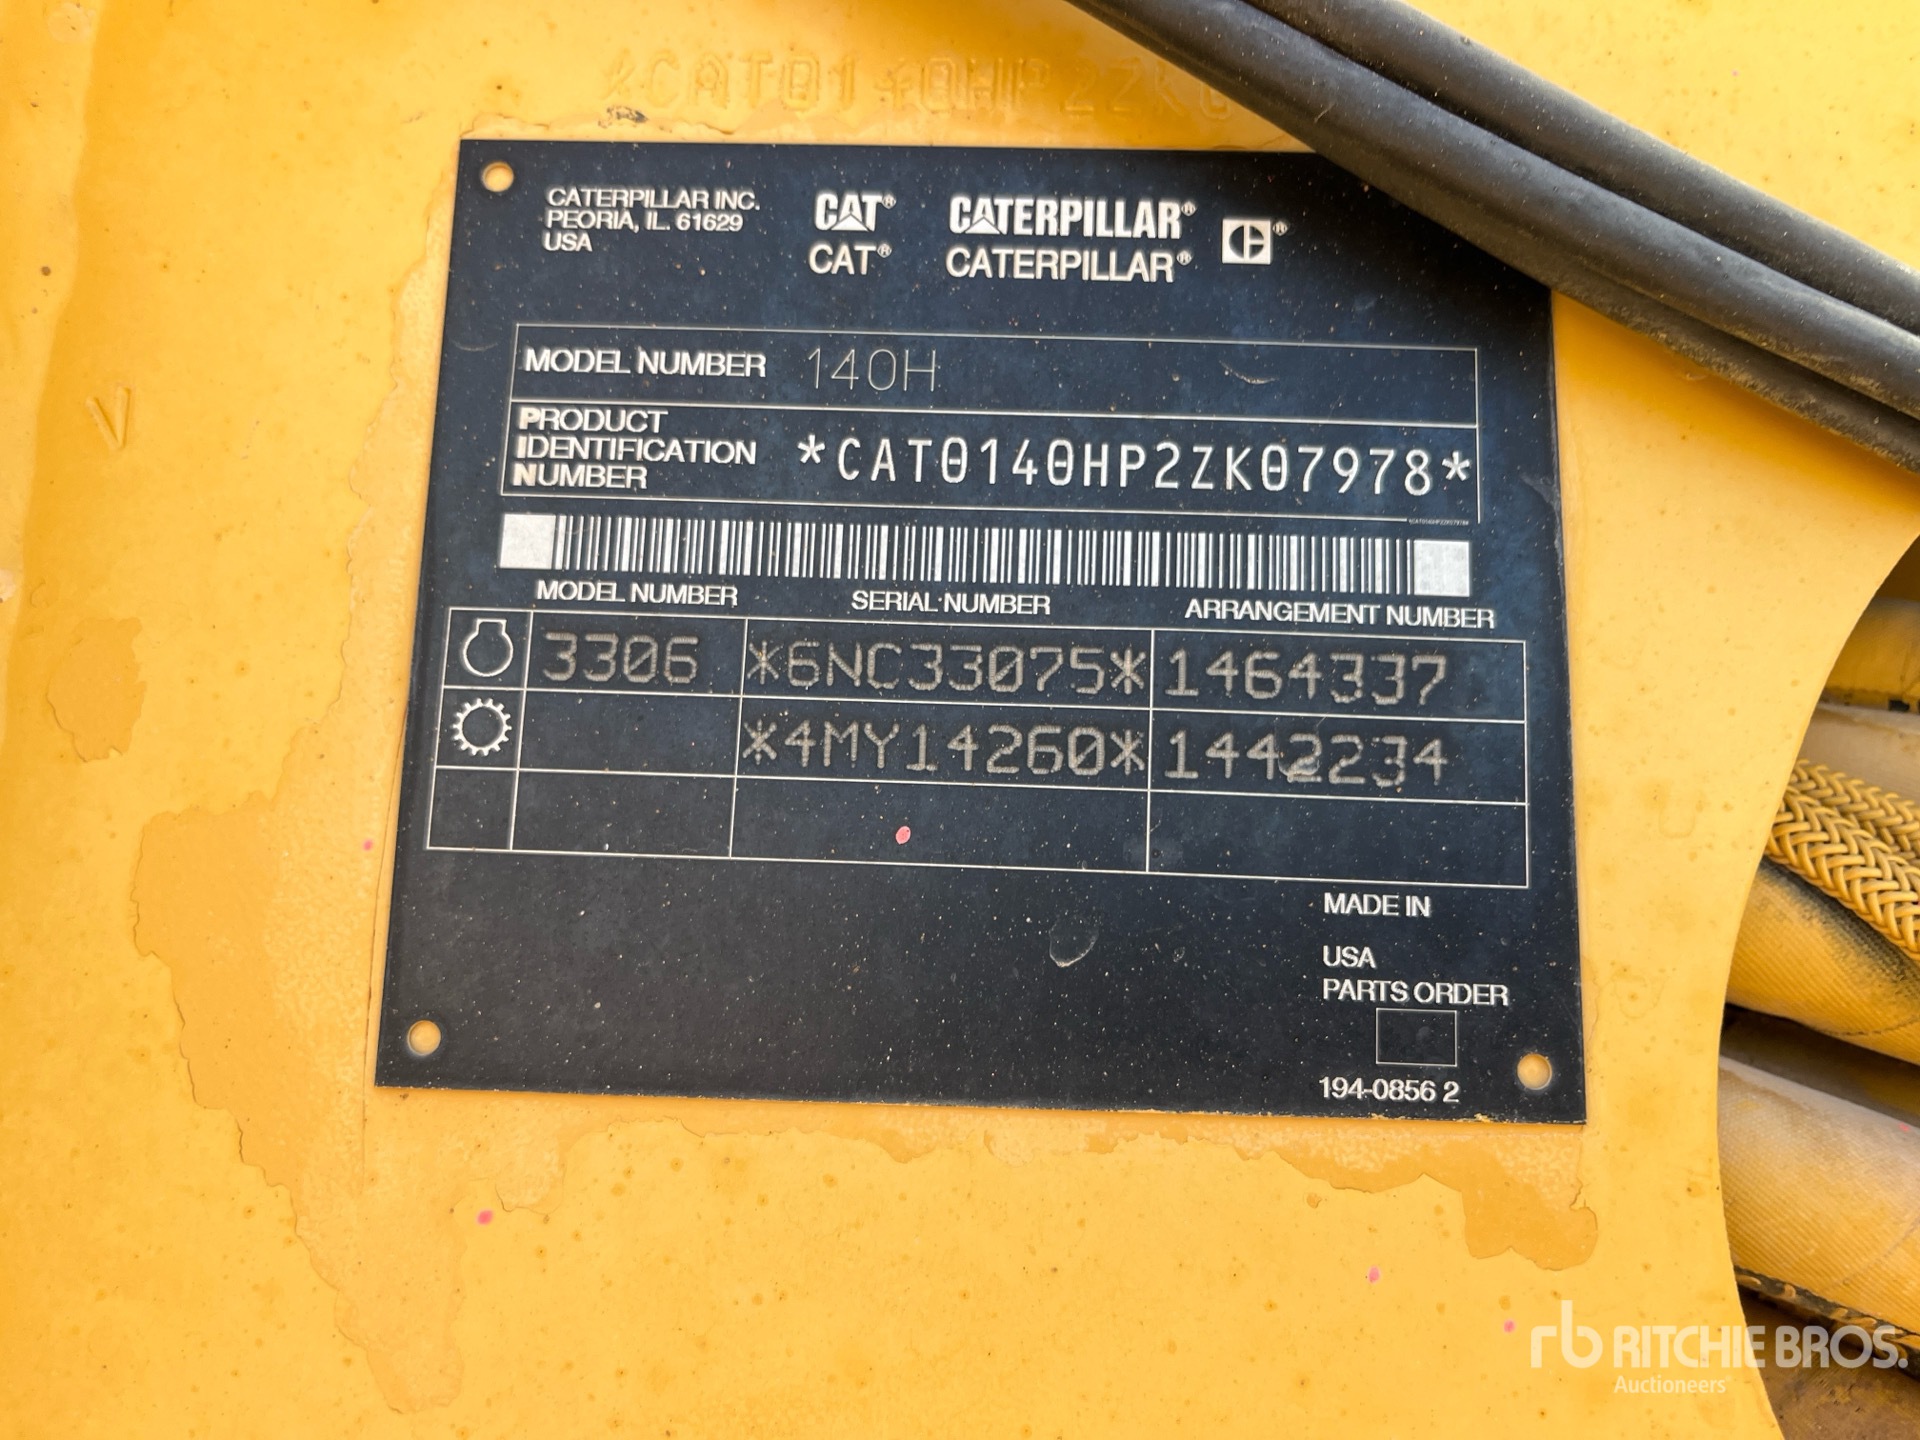 *CAT0140HP2ZK0
CATERPILLAR INC.
PEORIA, IL. 61629
USA
CAT® CATERPILLAR® ®
CAT® CATERPILLAR®
MODEL NUMBER 140H
PRODUCT
IDENTIFICATION
NUMBER
*CAT0140HP2ZK07978*
MODEL NUMBER SERIAL NUMBER ARRANGEMENT NUMBER
3306 *6NC33075* 1464337
*4MY14260* 1442234
MADE IN
USA
PARTS ORDER
194-0856 2
V
rb RITCHIE BROS.
Auctioneers